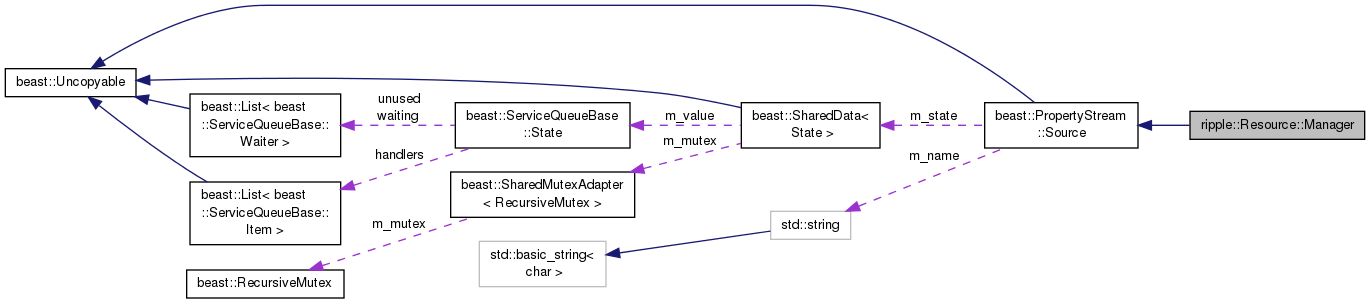 beast::Uncopyable
beast::List< beast
::ServiceQueueBase::
Waiter >
beast::List< beast
::ServiceQueueBase::
Item >
beast::RecursiveMutex
unused
waiting
handlers
m_mutex
beast::ServiceQueueBase
::State
beast::SharedMutexAdapter
< RecursiveMutex >
std::basic_string<
char >
m_value
m_mutex
beast::SharedData<
State >
std::string
m_state
m_name
beast::PropertyStream
::Source
ripple::Resource::Manager